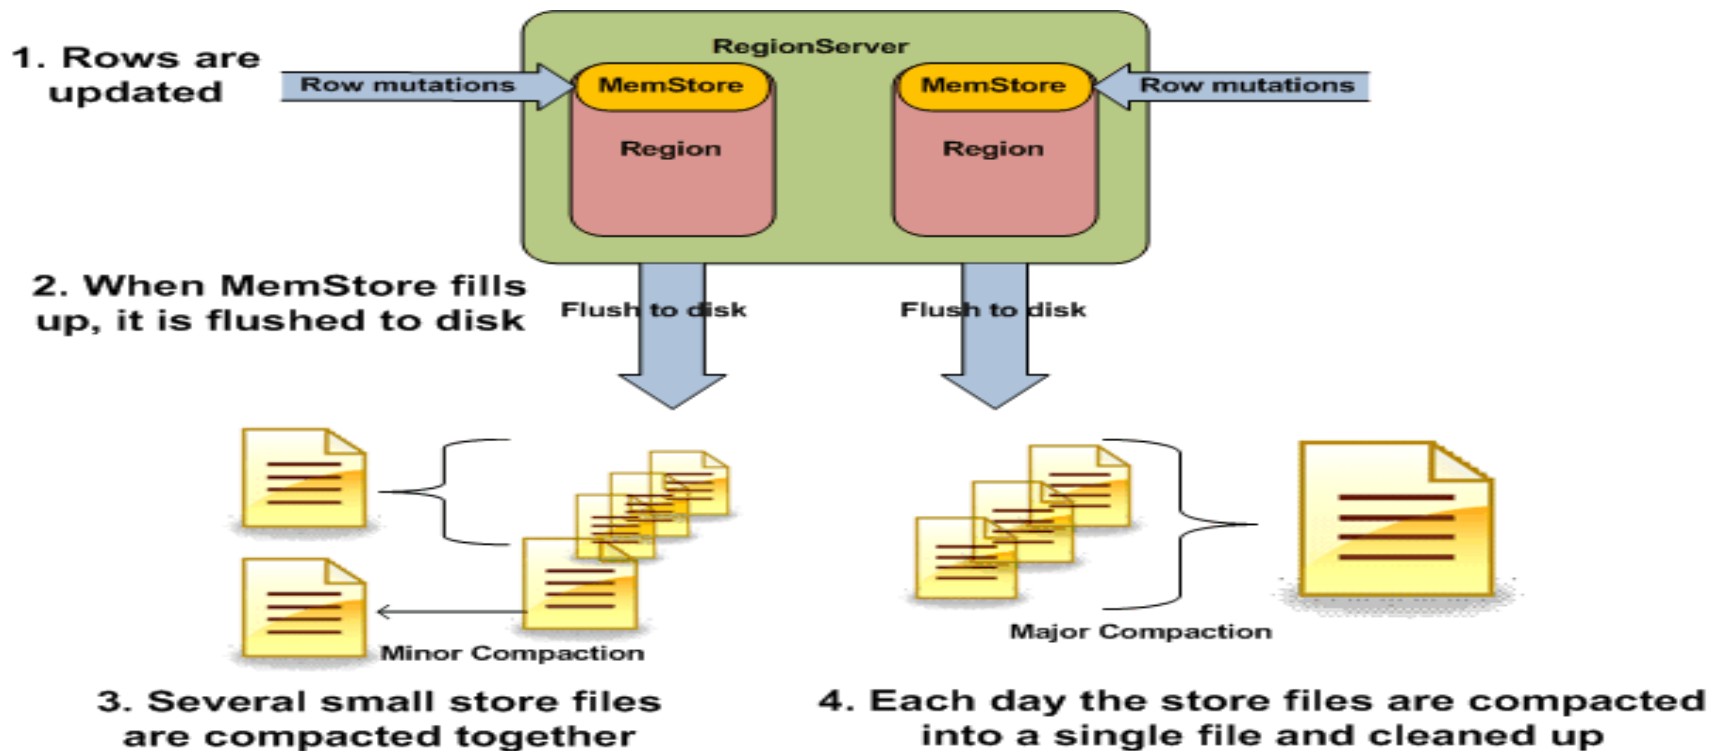 RegionServer
1. Rows are
updated
Row mutations
MemStore
MemStore
Row mutations
Region
Region
2. When MemStore fills
up, it is flushed to disk
Flush to disk
Flush to disk
Minor Compaction
Major Compaction
3. Several small store files
are compacted together
4. Each day the store files are compacted
into a single file and cleaned up